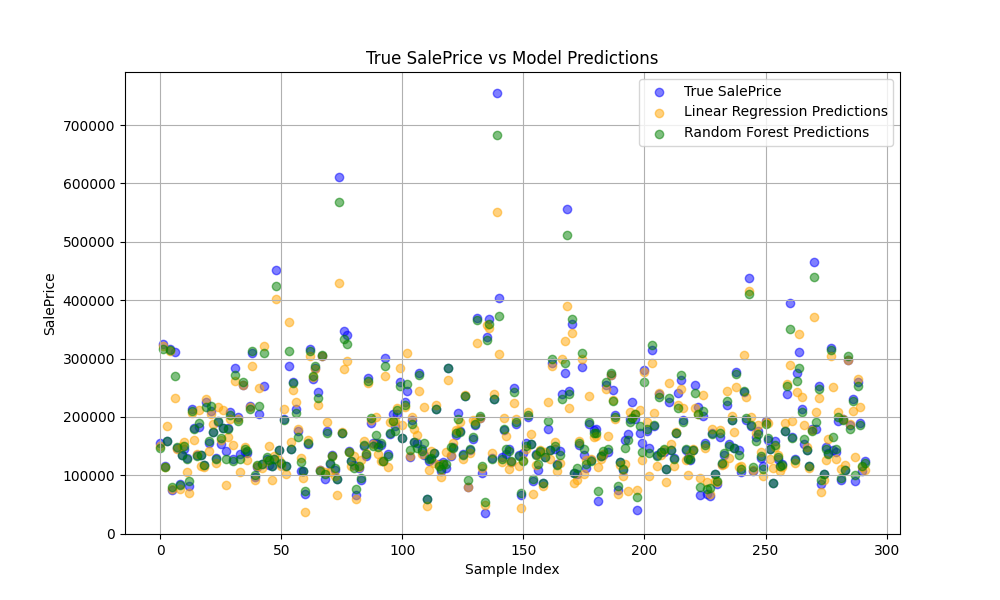 True SalePrice vs Model Predictions
True SalePrice
Linear Regression Predictions
Random Forest Predictions
SalePrice
700000
600000
500000
400000
300000
200000
100000
0
0 50 100 150 200 250 300
Sample Index